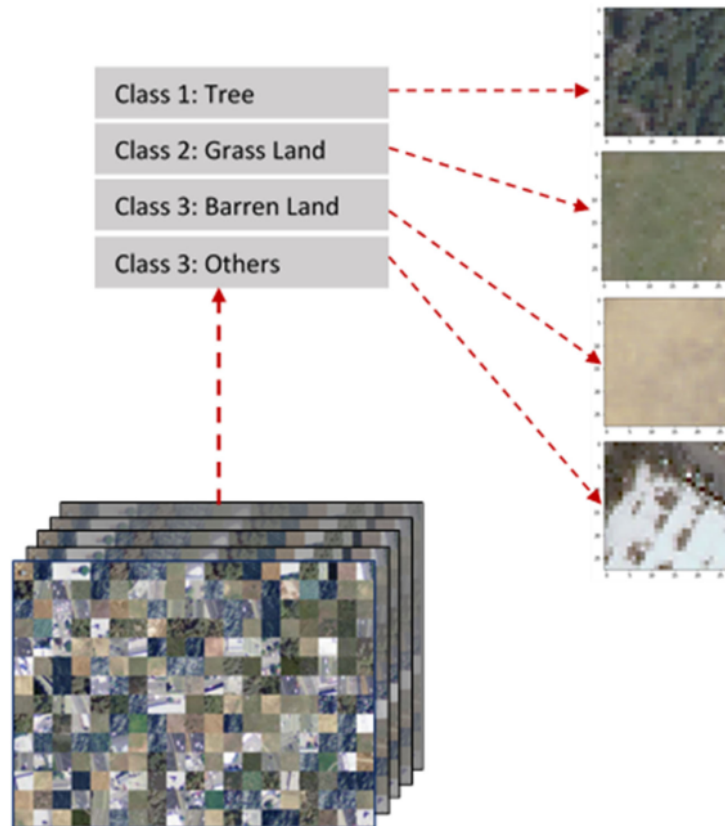 Class 1: Tree
Class 2: Grass Land
Class 3: Barren Land
Class 3: Others